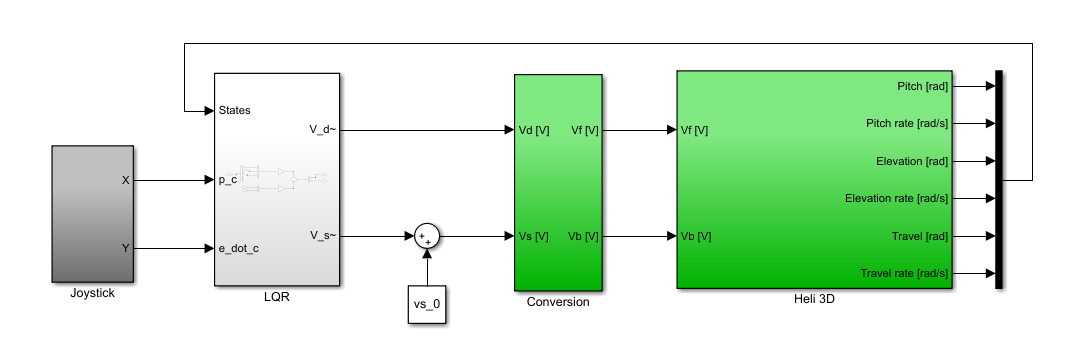 States
p_c
e_dot_c
V_d~
V_s~
LQR
X
Y
Joystick
+
+
vs_0
Vd [V]
Vs [V]
Vf [V]
Vb [V]
Conversion
Vf [V]
Vb [V]
Pitch [rad]
Pitch rate [rad/s]
Elevation [rad]
Elevation rate [rad/s]
Travel [rad]
Travel rate [rad/s]
Heli 3D